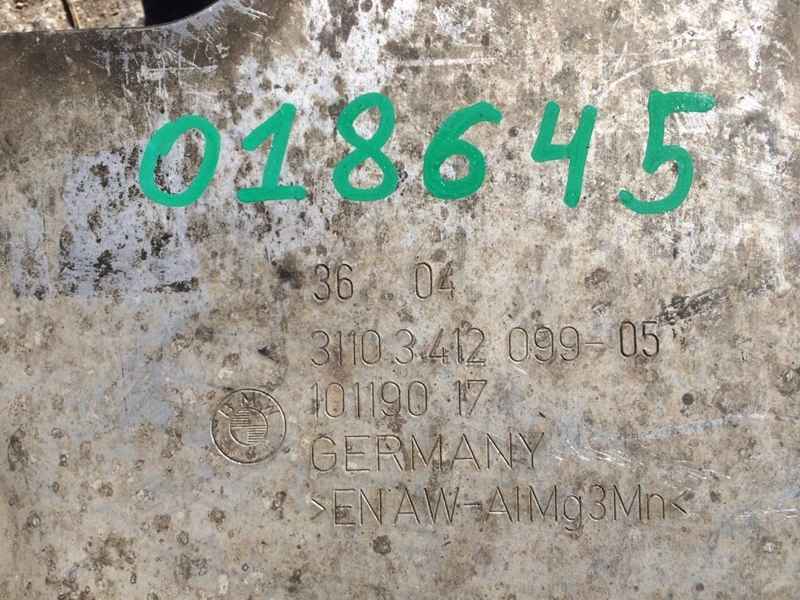 018645
36 04
3110 3 412 099-05
101190 17
BMW
GERMANY
>EN AW-AlMg3Mn<